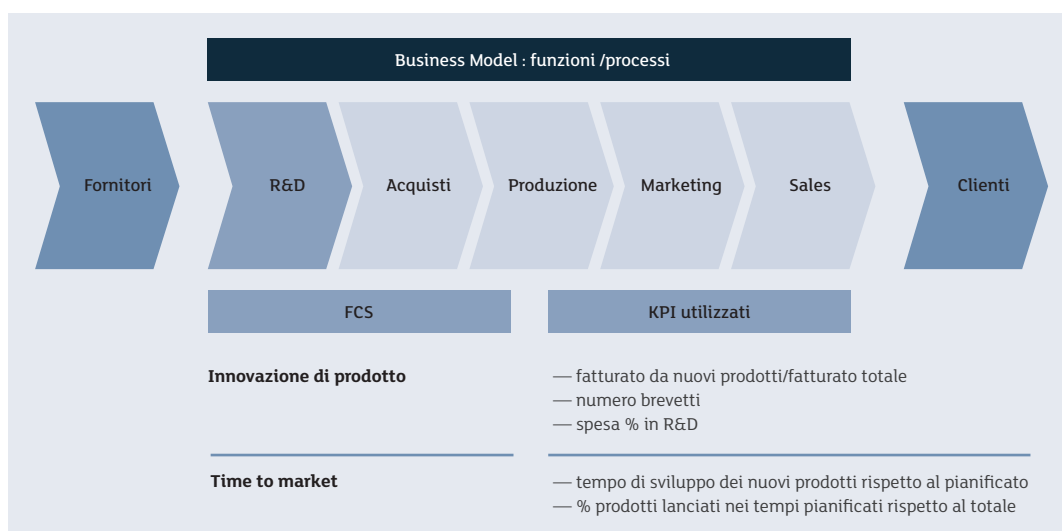 Business Model : funzioni /processi
Fornitori
R&D
Acquisti
Produzione
Marketing
Sales
Clienti
FCS
KPI utilizzati
Innovazione di prodotto
— fatturato da nuovi prodotti/fatturato totale
— numero brevetti
— spesa % in R&D
Time to market
— tempo di sviluppo dei nuovi prodotti rispetto al pianificato
— % prodotti lanciati nei tempi pianificati rispetto al totale